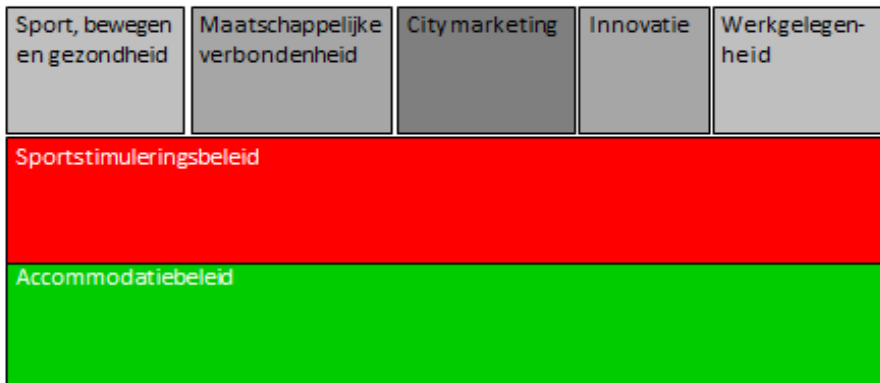 Sport, bewegen
en gezondheid
Maatschappelijke
verbondenheid
City marketing
Innovatie
Werkgelegen-
heid
Sportstimuleringsbeleid
Accommodatiebeleid